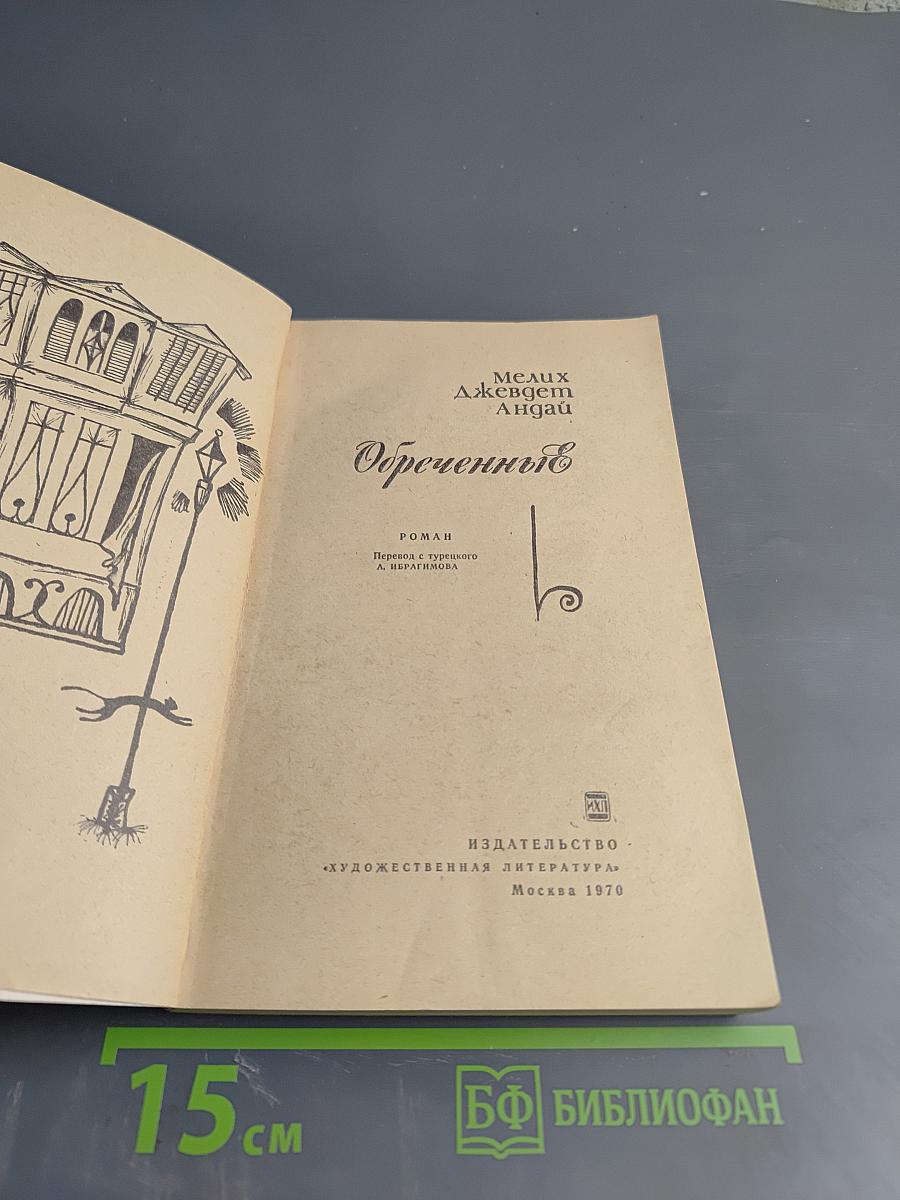 Мелих
Джевдет
Андай
Обреченные
РОМАН
Перевод с турецкого
А. ИБРАГИМОВА
ИХЛ
ИЗДАТЕЛЬСТВО
«ХУДОЖЕСТВЕННАЯ ЛИТЕРАТУРА»
Москва 1970
15 см
БФ БИБЛИОФАН